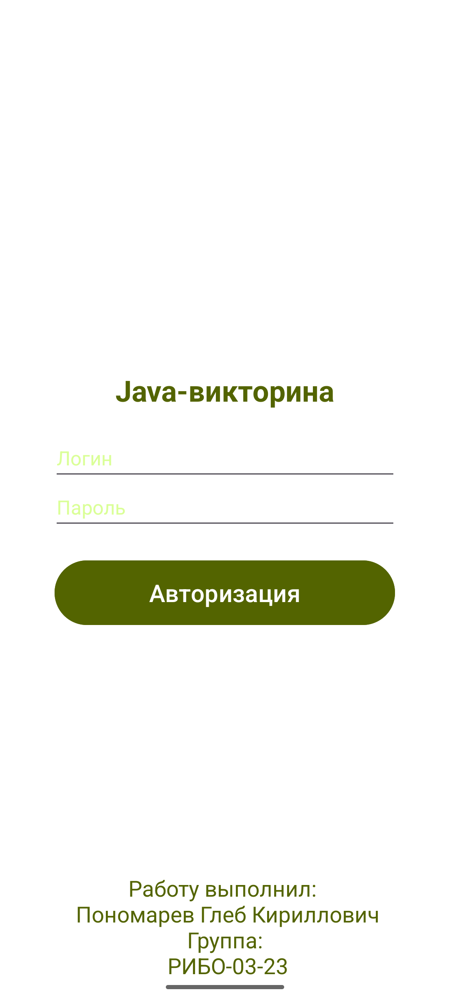 Java-викторина
Логин
Пароль
Авторизация
Работу выполнил:
Пономарев Глеб Кириллович
Группа:
РИБО-03-23